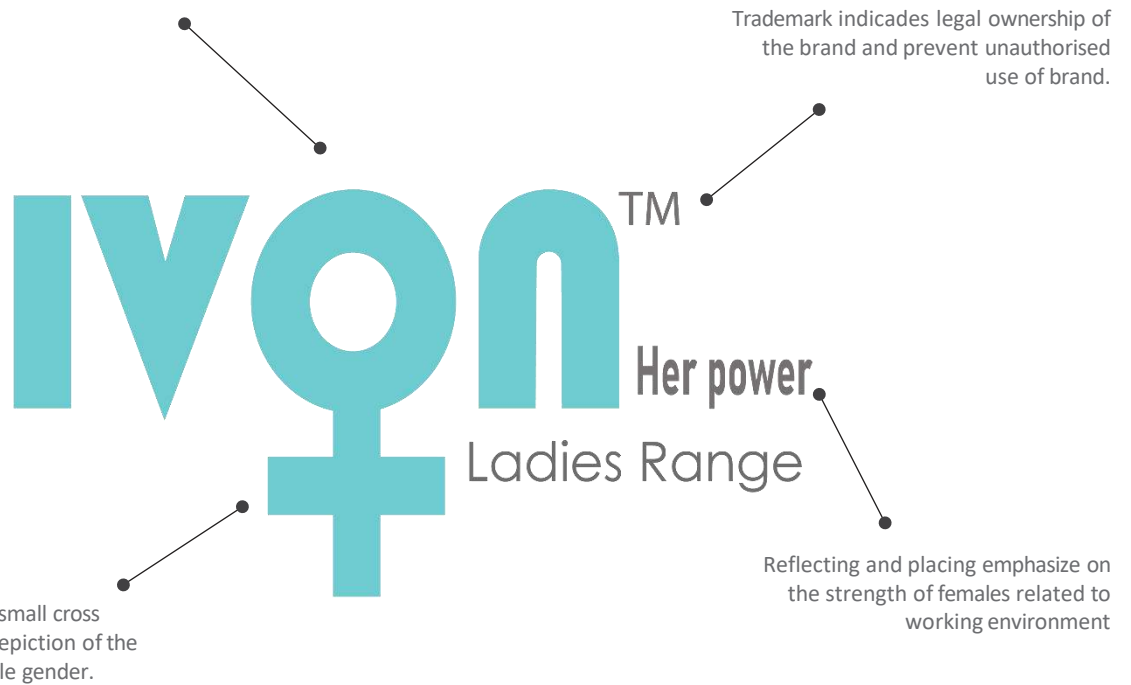 Trademark indicades legal ownership of
the brand and prevent unauthorised
use of brand.
IVON
TM
Her power
Ladies Range
Reflecting and placing emphasize on
the strength of females related to
working environment
small cross
epiction of the
le gender.